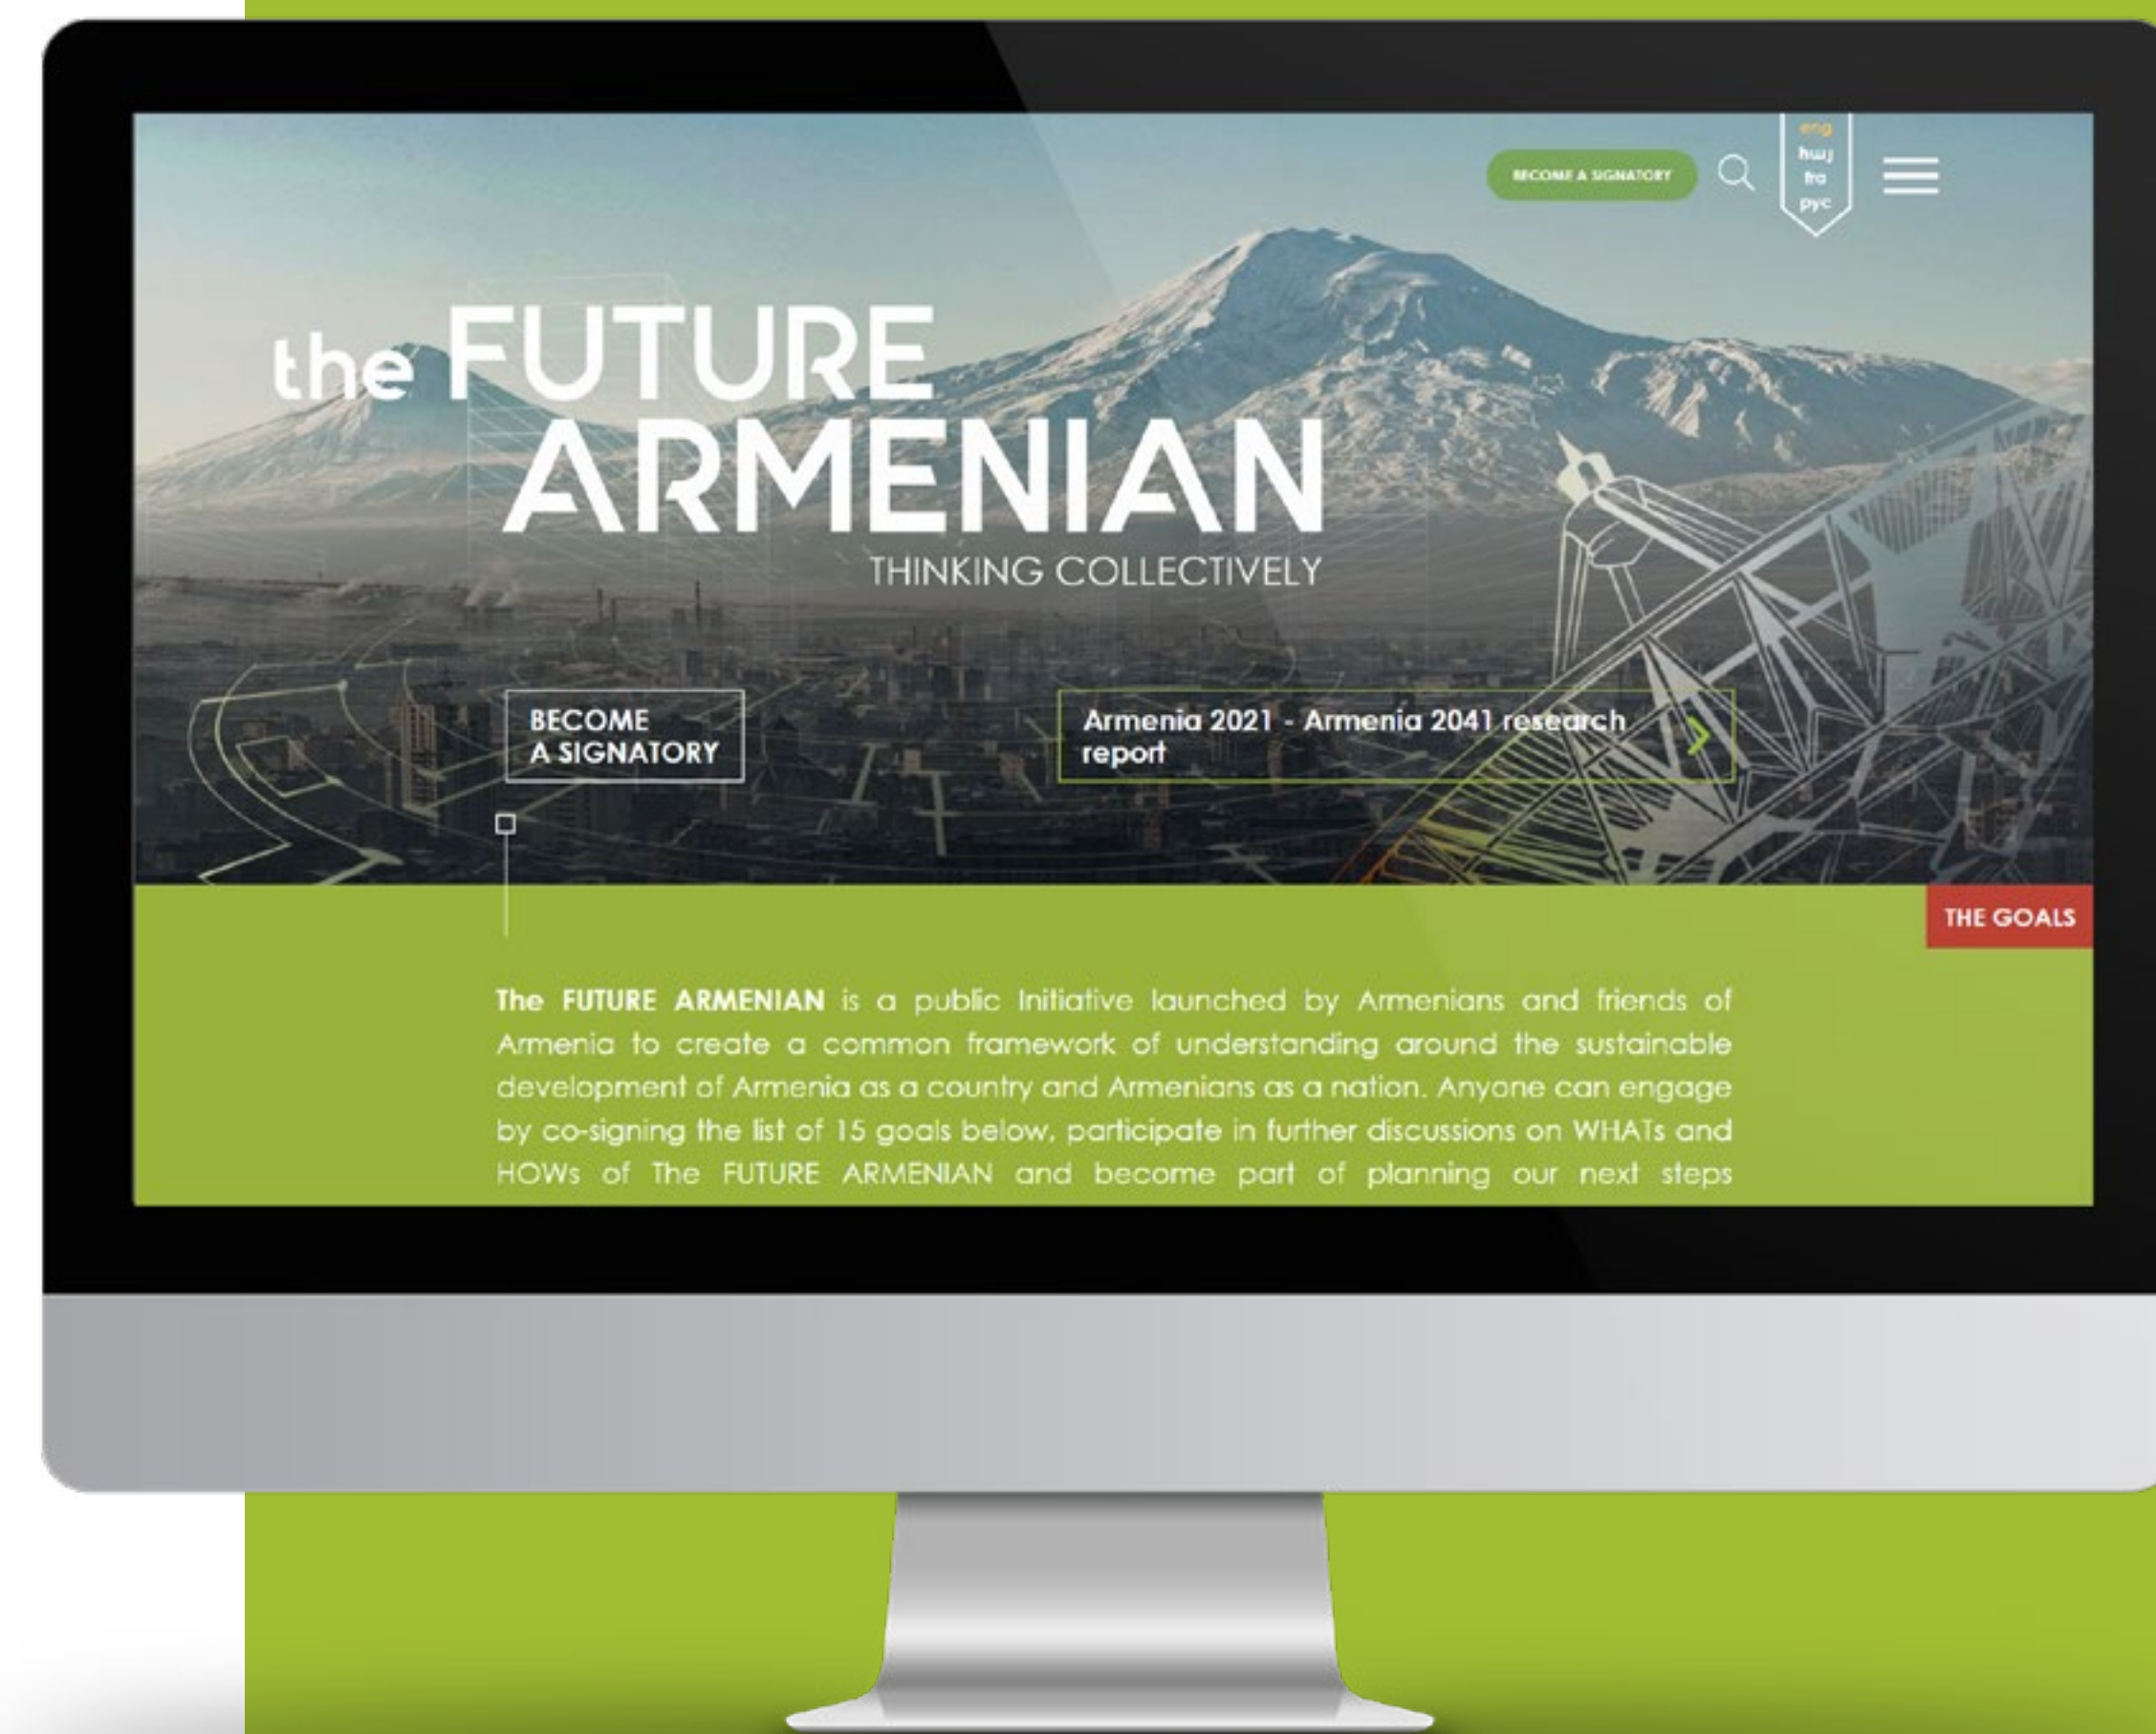 BECOME A SIGNATORY
eng
հայ
fra
рус
the FUTURE
ARMENIAN
THINKING COLLECTIVELY
BECOME
A SIGNATORY
Armenia 2021 - Armenia 2041 research
report
THE GOALS
The FUTURE ARMENIAN is a public Initiative launched by Armenians and friends of
Armenia to create a common framework of understanding around the sustainable
development of Armenia as a country and Armenians as a nation. Anyone can engage
by co-signing the list of 15 goals below, participate in further discussions on WHATs and
HOWs of The FUTURE ARMENIAN and become part of planning our next steps